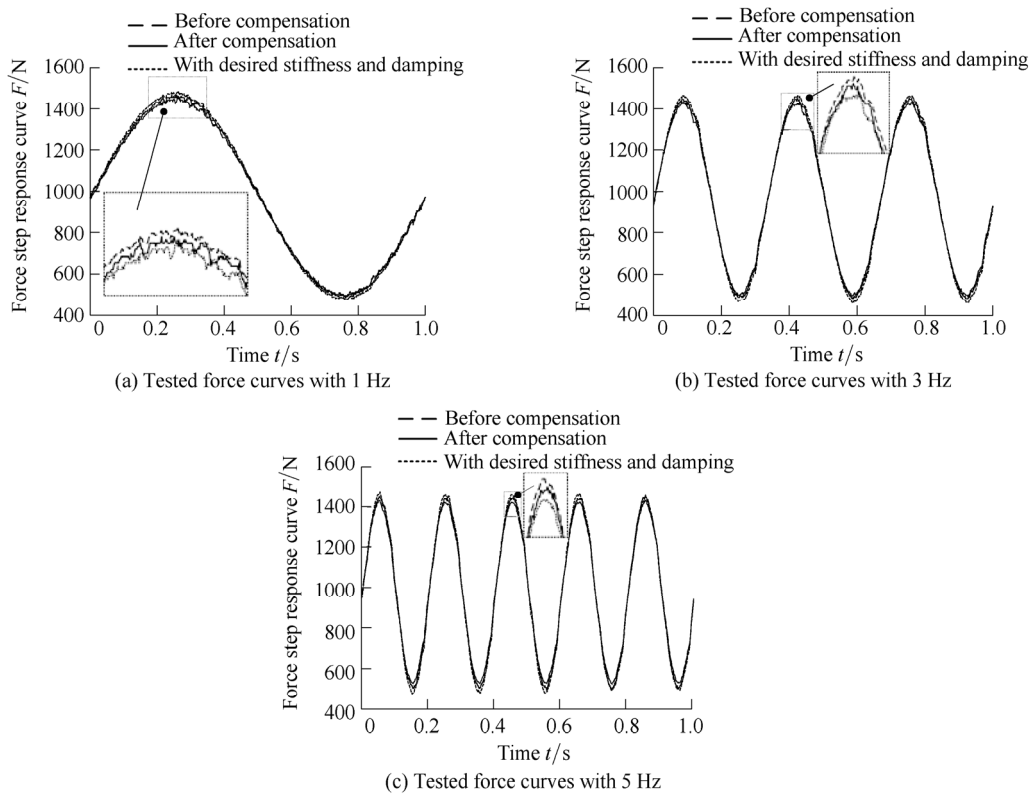 Before compensation
After compensation
With desired stiffness and damping
Force step response curve F/N
1600
1400
1200
1000
800
600
400
0 0.2 0.4 0.6 0.8 1.0
Time t/s
(a) Tested force curves with 1 Hz
Before compensation
After compensation
With desired stiffness and damping
Force step response curve F/N
1600
1400
1200
1000
800
600
400
0 0.2 0.4 0.6 0.8 1.0
Time t/s
(b) Tested force curves with 3 Hz
Before compensation
After compensation
With desired stiffness and damping
Force step response curve F/N
1600
1400
1200
1000
800
600
400
0 0.2 0.4 0.6 0.8 1.0
Time t/s
(c) Tested force curves with 5 Hz